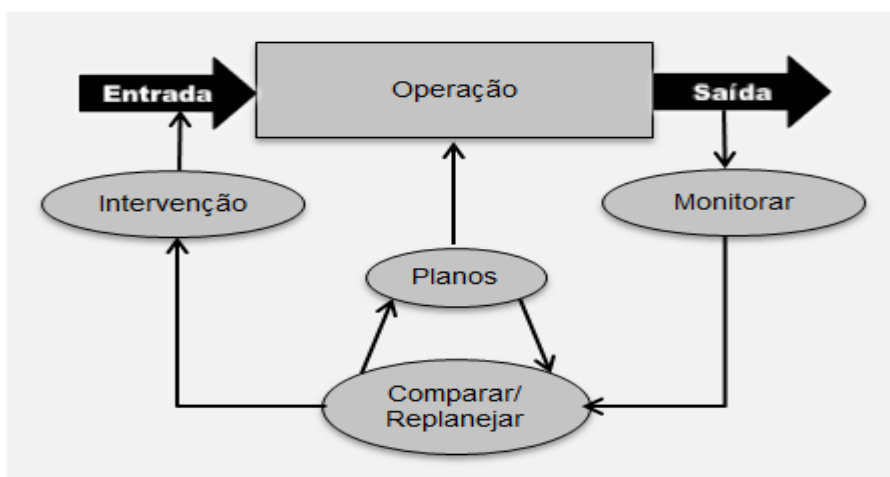 Entrada
Operação
Saída
Intervenção
Monitorar
Planos
Comparar/
Replanejar